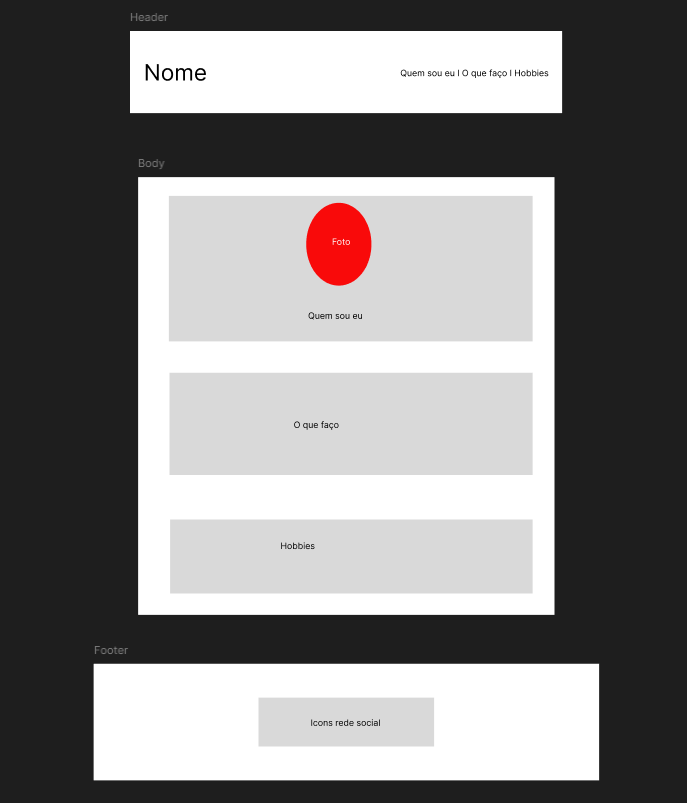 Header
Nome
Quem sou eu I O que faço I Hobbies
Body
Foto
Quem sou eu
O que faço
Hobbies
Footer
Icons rede social